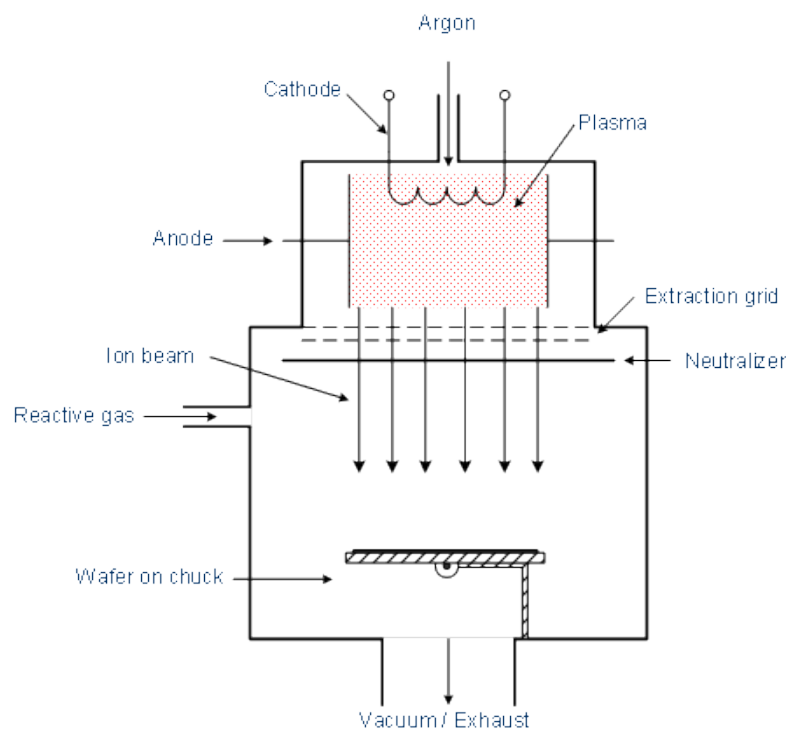 Argon
Cathode
Plasma
Anode
Extraction grid
Ion beam
Neutralizer
Reactive gas
Wafer on chuck
Vacuum / Exhaust